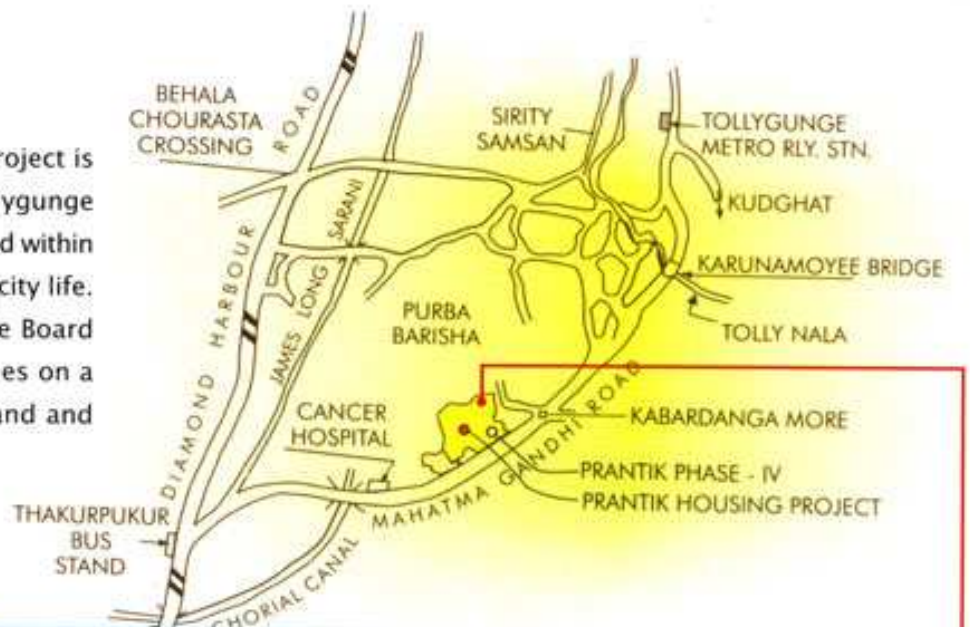 roject is
ygunge
d within
city life.
e Board
es on a
and and
BEHALA
CHOURASTA
CROSSING
ROAD
SIRITY
SAMSAN
TOLLYGUNGE
METRO RLY. STN.
KUDGHAT
SARANI
KARUNAMOYEE BRIDGE
TOLLY NALA
DIAMOND HARBOUR
JAMES LONG
PURBA
BARISHA
CANCER
HOSPITAL
KABARDANGA MORE
PRANTIK PHASE - IV
PRANTIK HOUSING PROJECT
MAHATMA GANDHI ROAD
THAKURPUKUR
BUS
STAND
CHORIAL CANAL